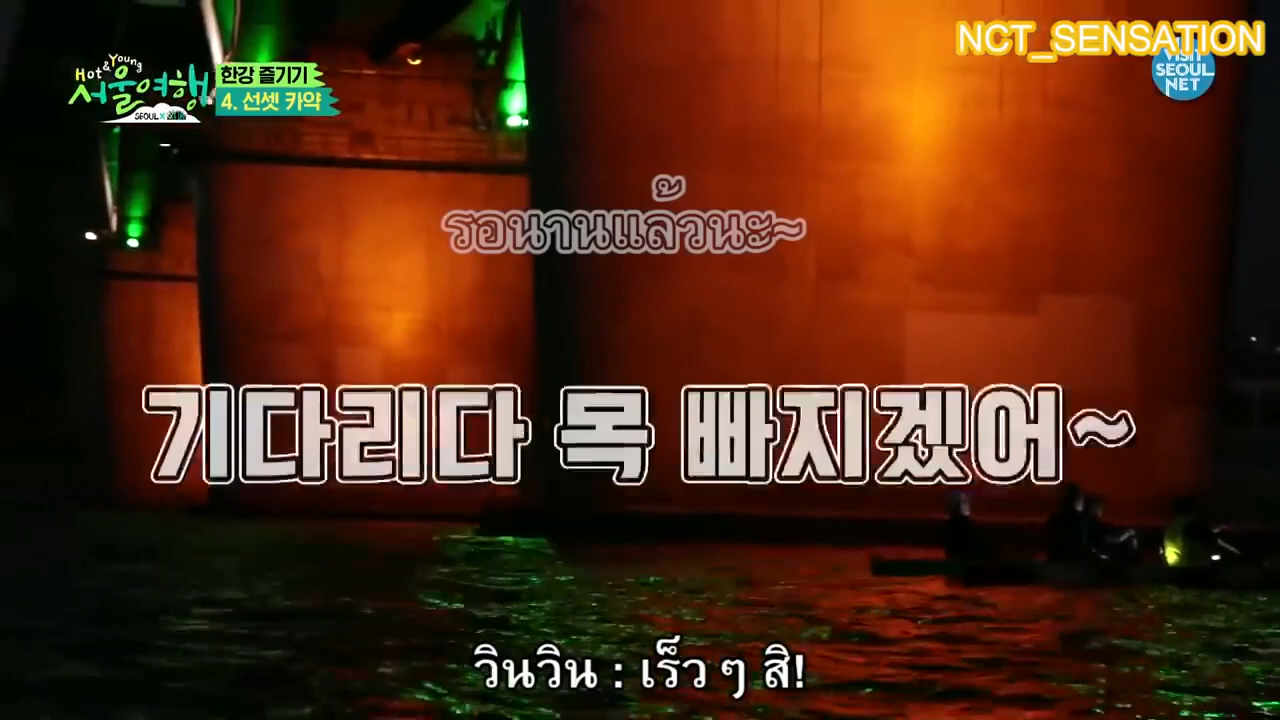 NCT_SENSATION
Hot & Young
서울여행
한강 즐기기
4. 선셋 카약
VISIT
SEOUL
NET
รอนานแล้วนะ~
기다리다 목 빠지겠어~
วินวิน : เร็วๆ สิ!